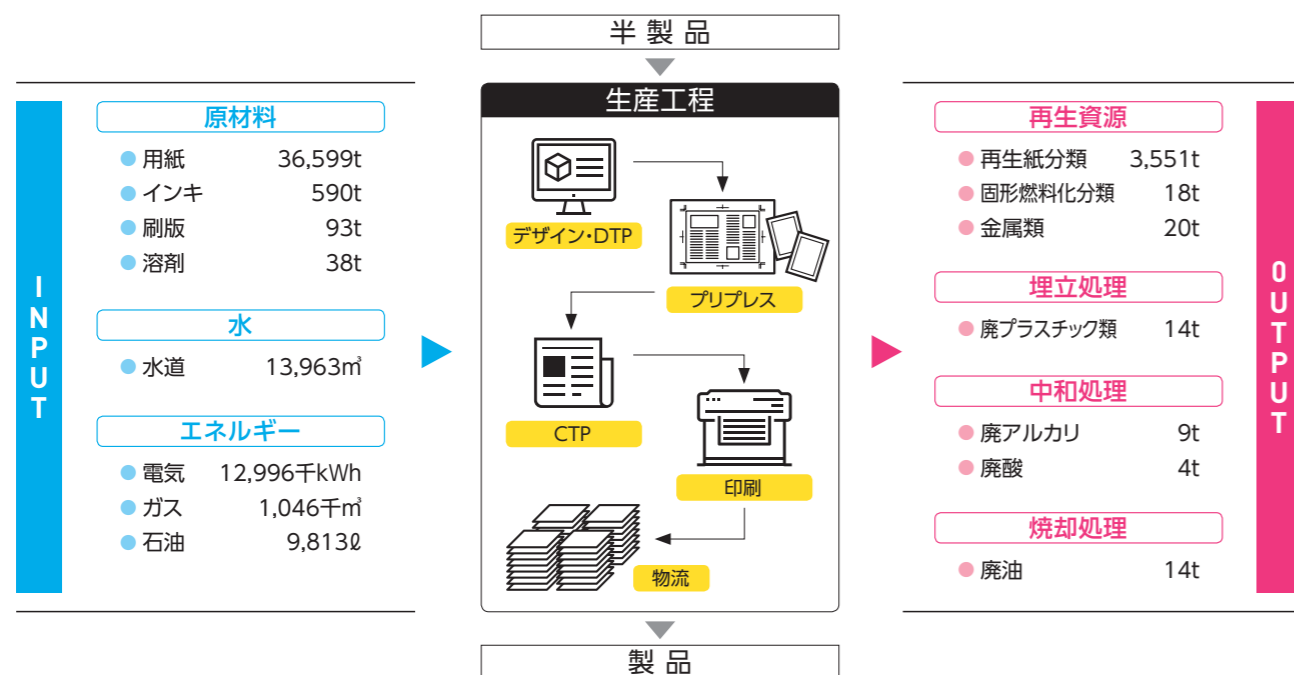 半製品
INPUT
原材料
用紙 36,599t
インキ 590t
刷版 93t
溶剤 38t
水
水道 13,963㎥
エネルギー
電気 12,996千kWh
ガス 1,046千㎥
石油 9,813ℓ
生産工程
デザイン・DTP
プリプレス
CTP
印刷
物流
製品
再生資源
再生紙分類 3,551t
固形燃料化分類 18t
金属類 20t
埋立処理
廃プラスチック類 14t
中和処理
廃アルカリ 9t
廃酸 4t
焼却処理
廃油 14t
OUTPUT